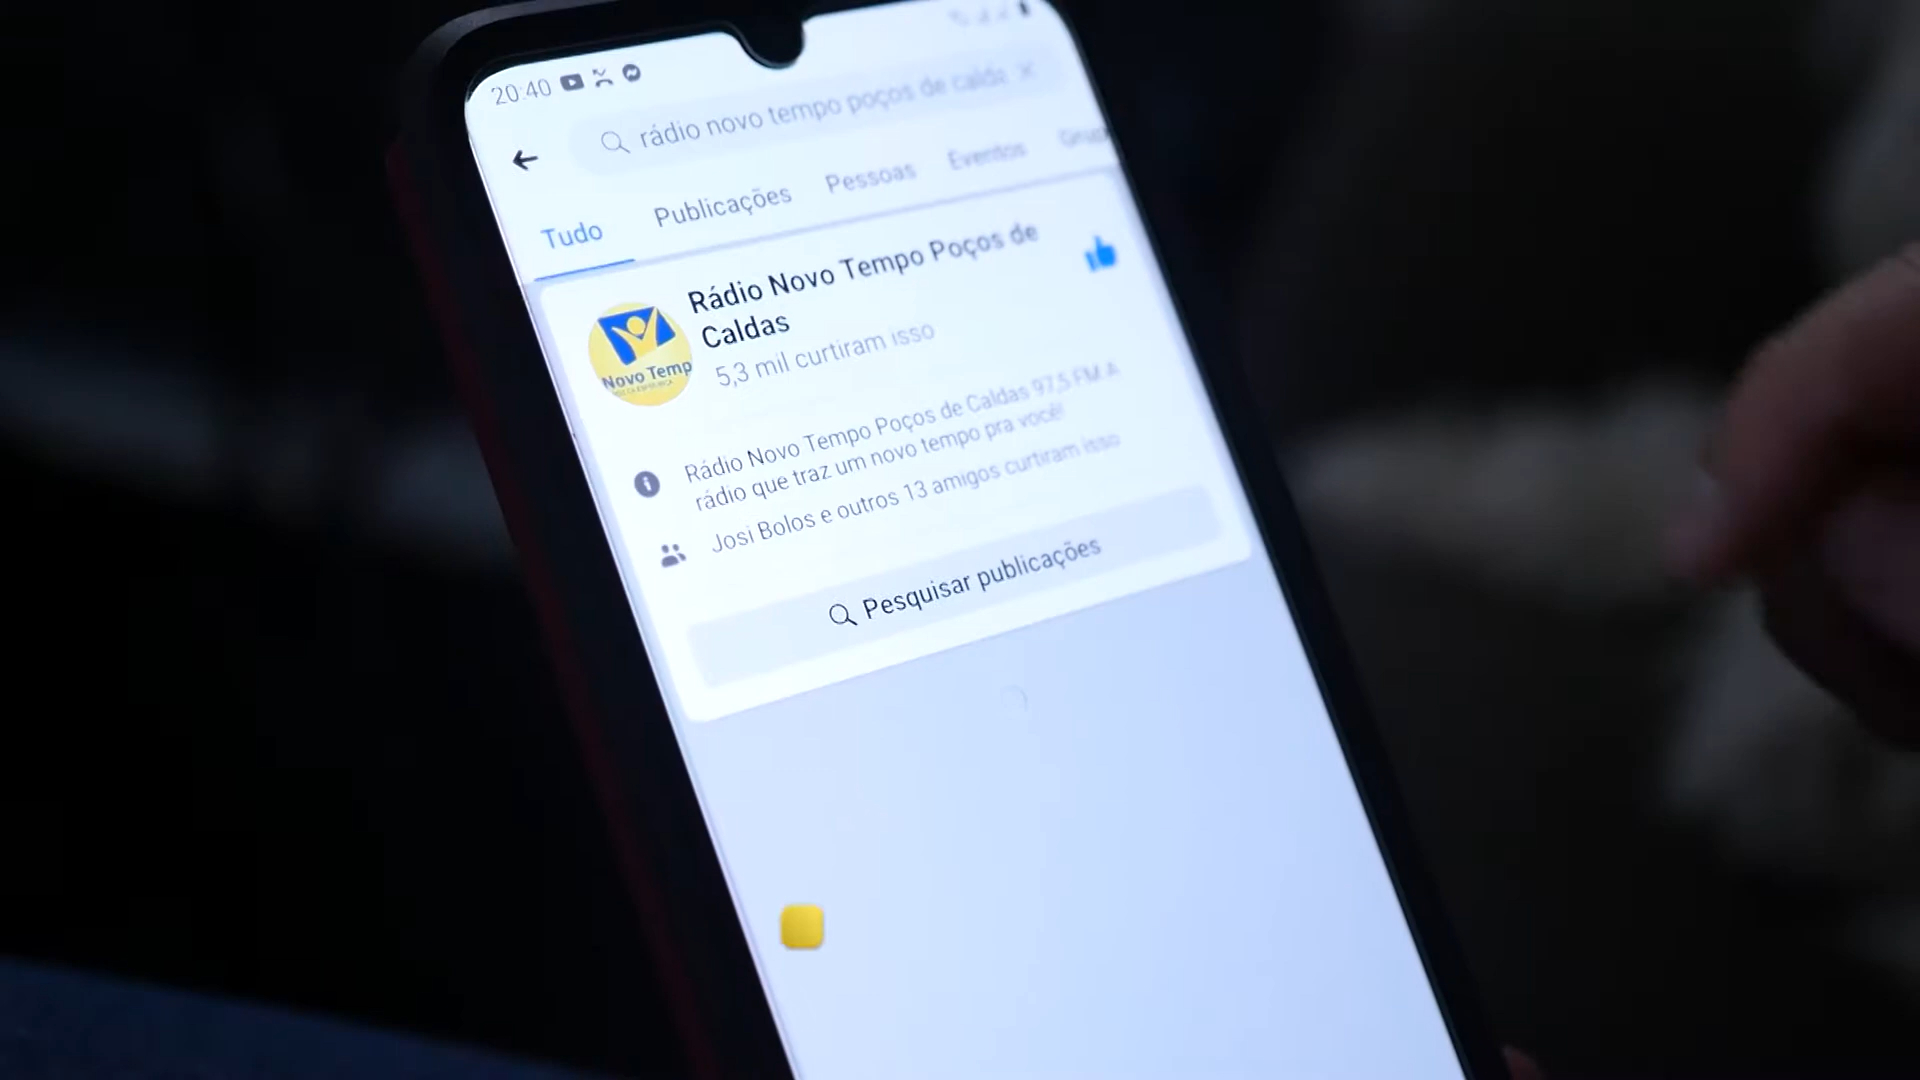 20:40
rádio novo tempo poços de calda
Tudo Publicações Pessoas Eventos Grup
Rádio Novo Tempo Poços de
Caldas
5,3 mil curtiram isso
Novo Temp
Rádio Novo Tempo Poços de Caldas 97,5 FM A
rádio que traz um novo tempo pra você!
Josi Bolos e outros 13 amigos curtiram isso
Pesquisar publicações